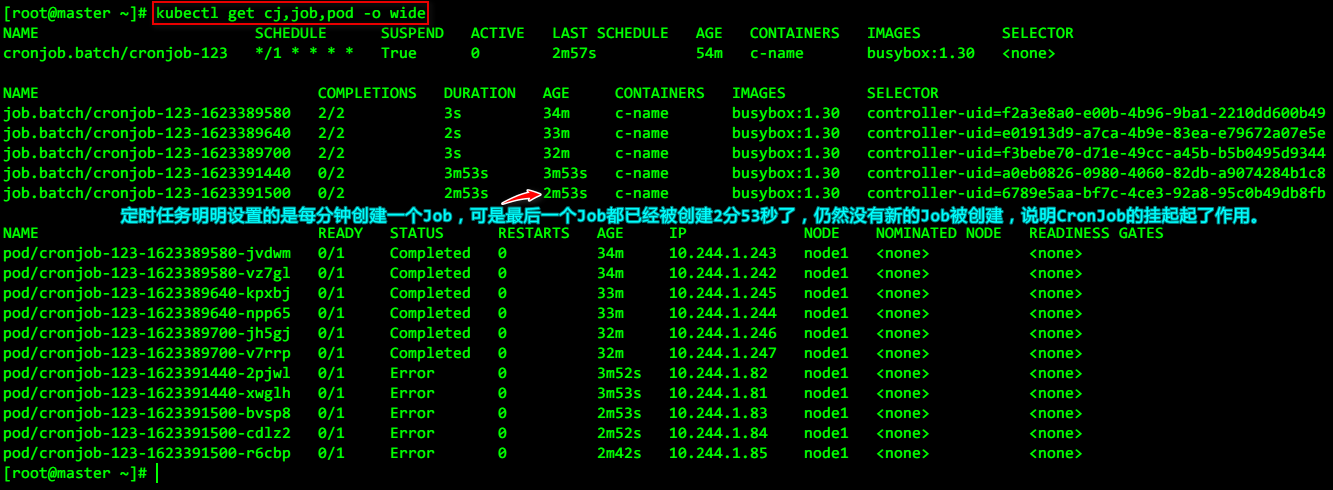 [root@master ~]# kubectl get cj,job,pod -o wide
NAME SCHEDULE SUSPEND ACTIVE LAST SCHEDULE AGE CONTAINERS IMAGES SELECTOR
cronjob.batch/cronjob-123 */1 * * * * True 0 2m57s 54m c-name busybox:1.30 <none>
NAME COMPLETIONS DURATION AGE CONTAINERS IMAGES SELECTOR
job.batch/cronjob-123-1623389580 2/2 3s 34m c-name busybox:1.30 controller-uid=f2a3e8a0-e00b-4b96-9ba1-2210dd600b49
job.batch/cronjob-123-1623389640 2/2 2s 33m c-name busybox:1.30 controller-uid=e01913d9-a7ca-4b9e-83ea-e79672a07e5e
job.batch/cronjob-123-1623389700 2/2 3s 32m c-name busybox:1.30 controller-uid=f3bebe70-d71e-49cc-a45b-b5b0495d9344
job.batch/cronjob-123-1623391440 0/2 3m53s 3m53s c-name busybox:1.30 controller-uid=a0eb0826-0980-4060-82db-a9074284b1c8
job.batch/cronjob-123-1623391500 0/2 2m53s 2m53s c-name busybox:1.30 controller-uid=6789e5aa-bf7c-4ce3-92a8-95c0b49db8fb
定时任务明明设置的是每分钟创建一个Job，可是最后一个Job都已经被创建2分53秒了，仍然没有新的Job被创建，说明CronJob的挂起起了作用。
NAME READY STATUS RESTARTS AGE IP NODE NOMINATED NODE READINESS GATES
pod/cronjob-123-1623389580-jvdwm 0/1 Completed 0 34m 10.244.1.243 node1 <none> <none>
pod/cronjob-123-1623389580-vz7gl 0/1 Completed 0 34m 10.244.1.242 node1 <none> <none>
pod/cronjob-123-1623389640-kpxbj 0/1 Completed 0 33m 10.244.1.245 node1 <none> <none>
pod/cronjob-123-1623389640-npp65 0/1 Completed 0 33m 10.244.1.244 node1 <none> <none>
pod/cronjob-123-1623389700-jh5gj 0/1 Completed 0 32m 10.244.1.246 node1 <none> <none>
pod/cronjob-123-1623389700-v7rrp 0/1 Completed 0 32m 10.244.1.247 node1 <none> <none>
pod/cronjob-123-1623391440-2pjwl 0/1 Error 0 3m52s 10.244.1.82 node1 <none> <none>
pod/cronjob-123-1623391440-xwglh 0/1 Error 0 3m53s 10.244.1.81 node1 <none> <none>
pod/cronjob-123-1623391500-bvsp8 0/1 Error 0 2m53s 10.244.1.83 node1 <none> <none>
pod/cronjob-123-1623391500-cdlz2 0/1 Error 0 2m52s 10.244.1.84 node1 <none> <none>
pod/cronjob-123-1623391500-r6cbp 0/1 Error 0 2m42s 10.244.1.85 node1 <none> <none>
[root@master ~]#